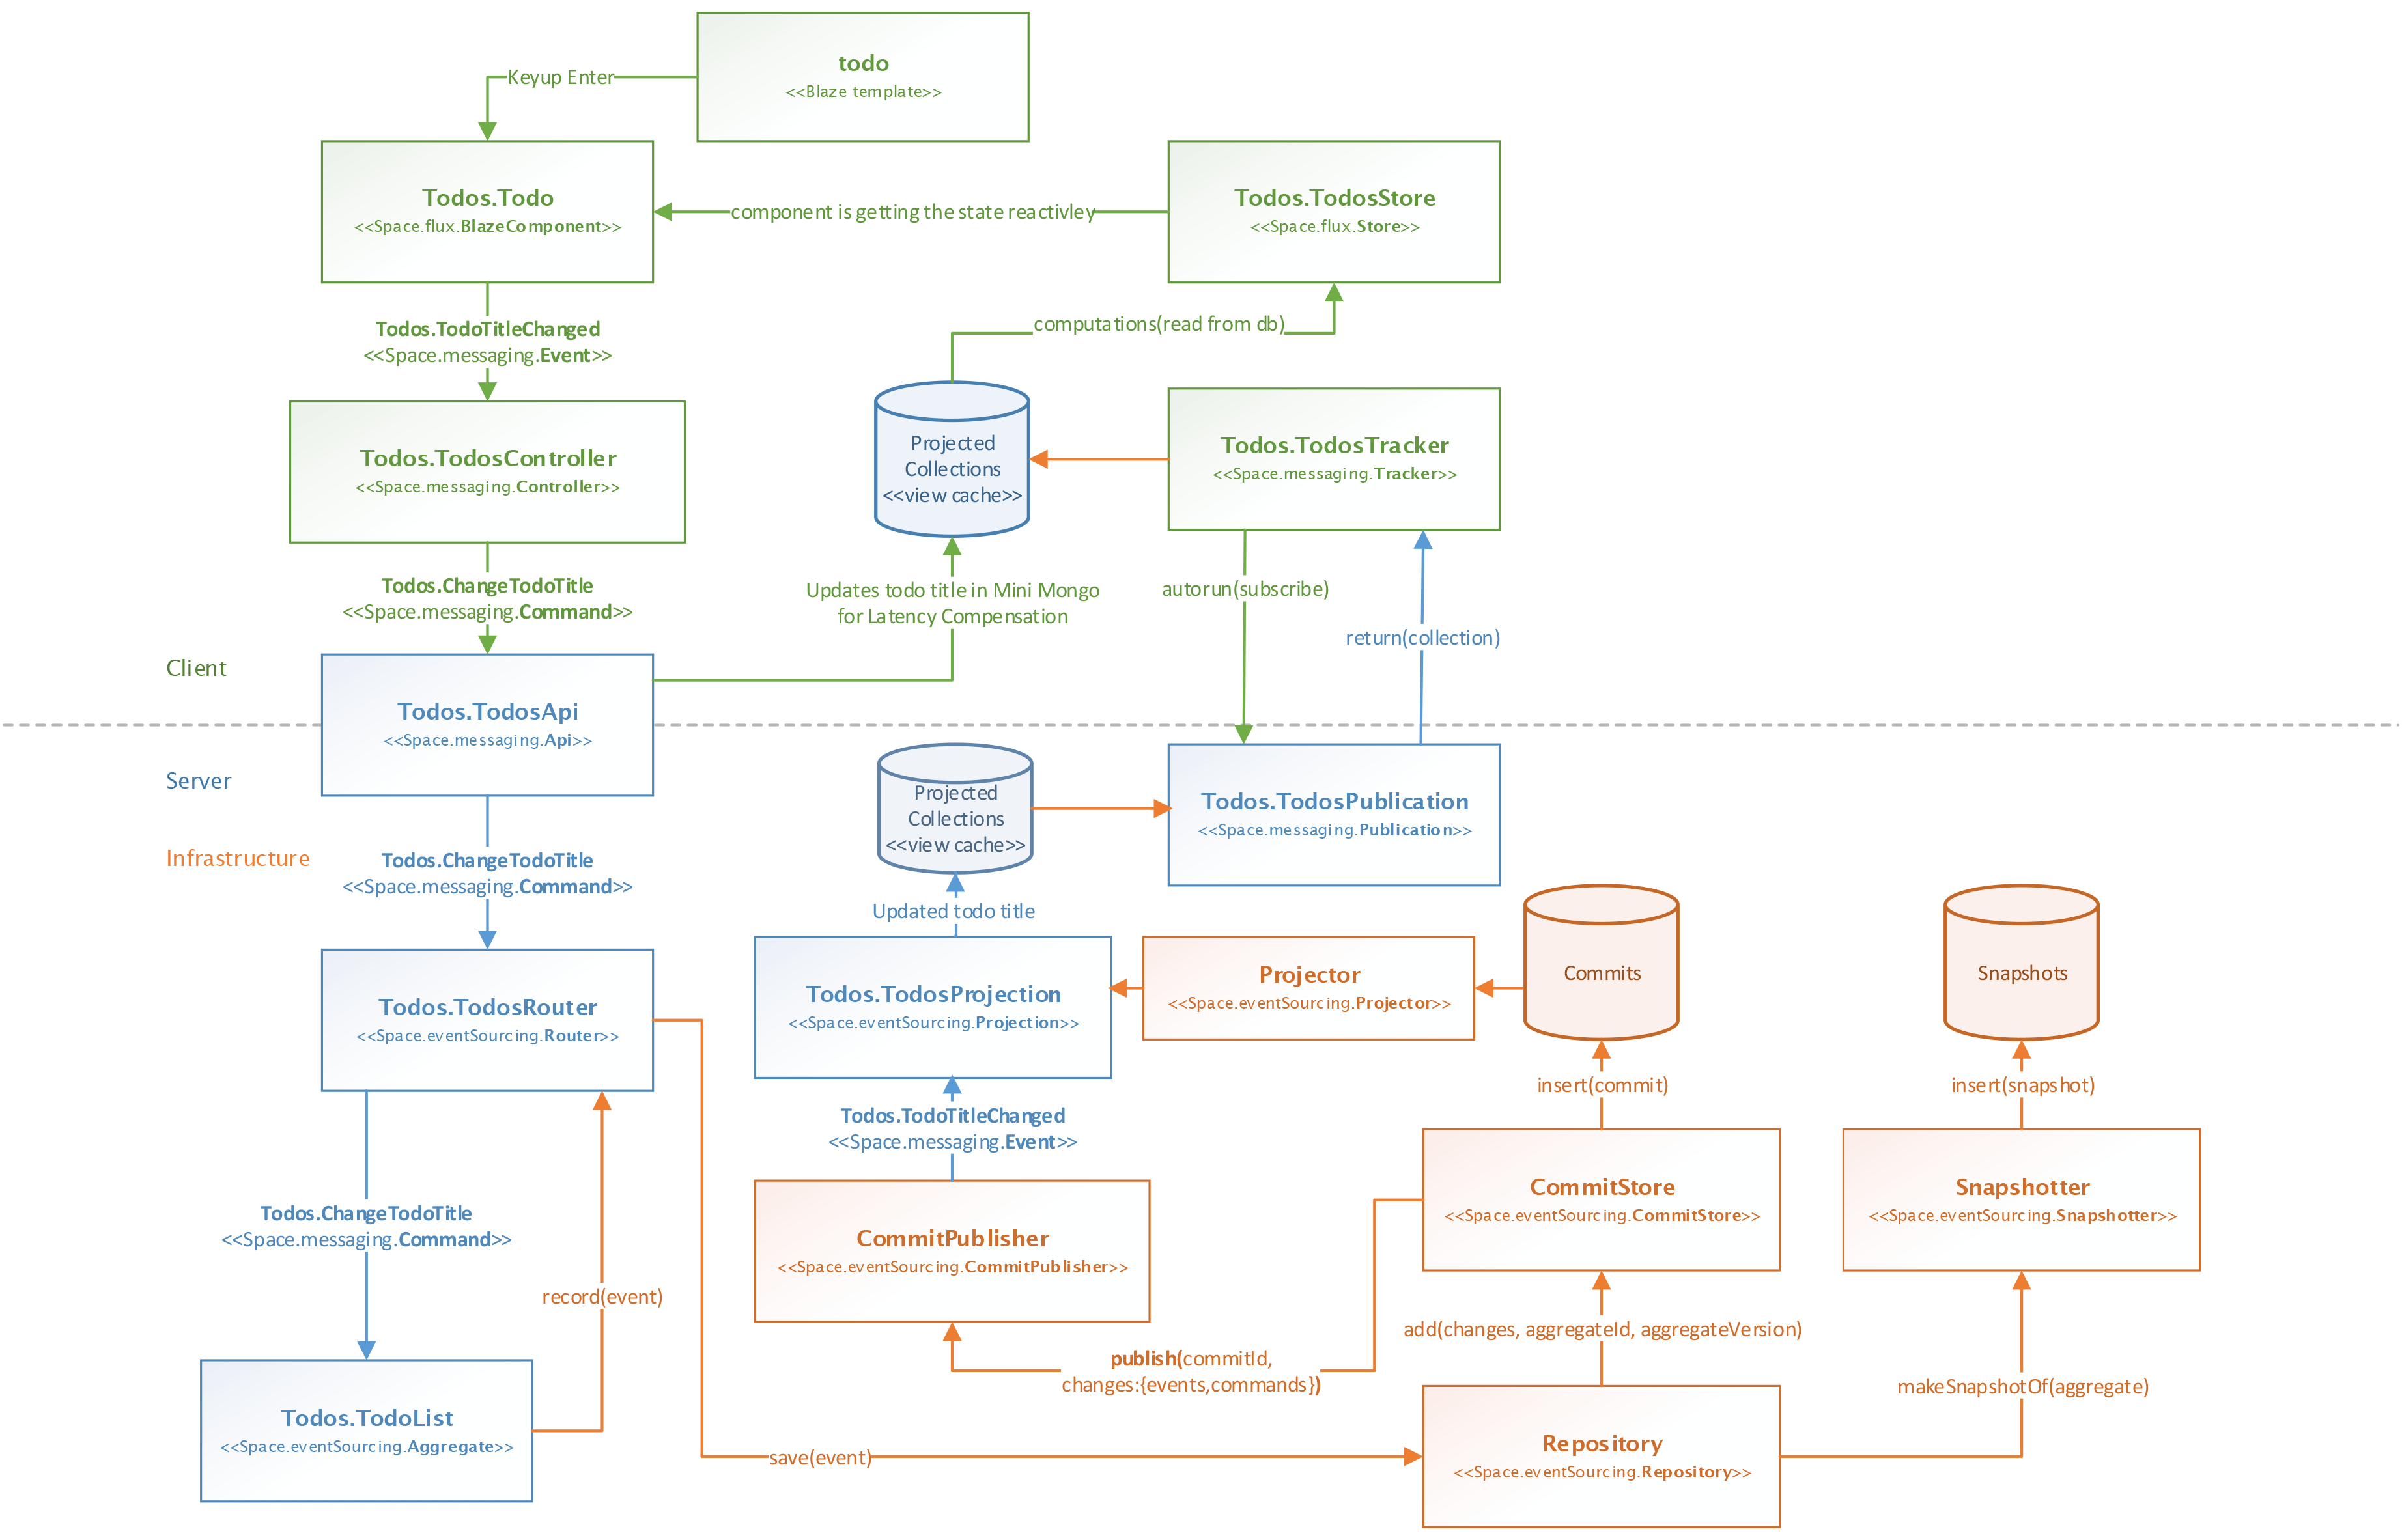 todo
<<Blaze template>>
Keyup Enter
Todos.Todo
<<Space.flux.BlazeComponent>>
component is getting the state reactivley
Todos.TodosStore
<<Space.flux.Store>>
Todos.TodoTitleChanged
<<Space.messaging.Event>>
computations(read from db)
Todos.TodosController
<<Space.messaging.Controller>>
Projected
Collections
<<view cache>>
Todos.TodosTracker
<<Space.messaging.Tracker>>
Todos.ChangeTodoTitle
<<Space.messaging.Command>>
Updates todo title in Mini Mongo
for Latency Compensation
autorun(subscribe)
return(collection)
Client
Todos.TodosApi
<<Space.messaging.Api>>
Server
Infrastructure
Projected
Collections
<<view cache>>
Todos.TodosPublication
<<Space.messaging.Publication>>
Todos.ChangeTodoTitle
<<Space.messaging.Command>>
Updated todo title
Todos.TodosRouter
<<Space.eventSourcing.Router>>
Todos.TodosProjection
<<Space.eventSourcing.Projection>>
Projector
<<Space.eventSourcing.Projector>>
Commits
Snapshots
insert(commit)
insert(snapshot)
Todos.TodoTitleChanged
<<Space.messaging.Event>>
Todos.ChangeTodoTitle
<<Space.messaging.Command>>
CommitPublisher
<<Space.eventSourcing.CommitPublisher>>
CommitStore
<<Space.eventSourcing.CommitStore>>
Snapshotter
<<Space.eventSourcing.Snapshotter>>
record(event)
add(changes, aggregateId, aggregateVersion)
publish(commitId,
changes:{events,commands})
makeSnapshotOf(aggregate)
Todos.TodoList
<<Space.eventSourcing.Aggregate>>
save(event)
Repository
<<Space.eventSourcing.Repository>>